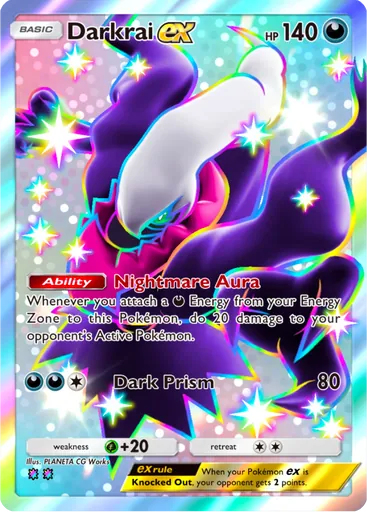 BASIC Darkrai ex HP 140
Ability Nightmare Aura
Whenever you attach a Energy from your Energy
Zone to this Pokémon, do 20 damage to your
opponent's Active Pokémon.
Dark Prism 80
weakness +20 retreat
Illus. PLANETA CG Works
ex rule When your Pokémon ex is
Knocked Out, your opponent gets 2 points.